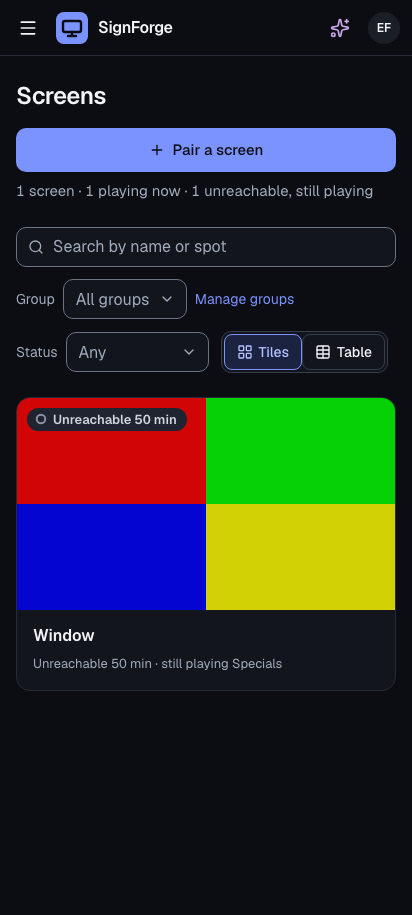 SignForge
EF
Screens
Pair a screen
1 screen · 1 playing now · 1 unreachable, still playing
Search by name or spot
Group All groups Manage groups
Status Any Tiles Table
Unreachable 50 min
Window
Unreachable 50 min · still playing Specials